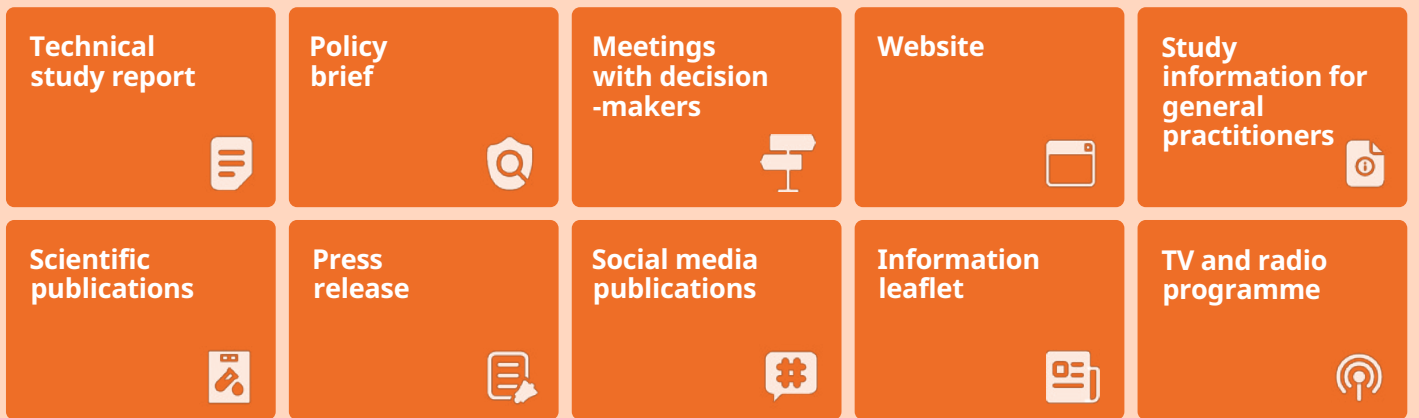 Technical
study report
Policy
brief
Meetings
with decision
-makers
Website
Study
information for
general
practitioners
Scientific
publications
Press
release
Social media
publications
Information
leaflet
TV and radio
programme